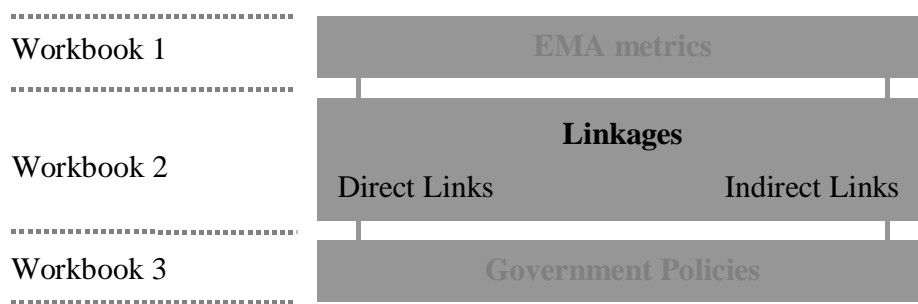 Workbook 1
EMA metrics
Linkages
Workbook 2
Direct Links
Indirect Links
Workbook 3
Government Policies